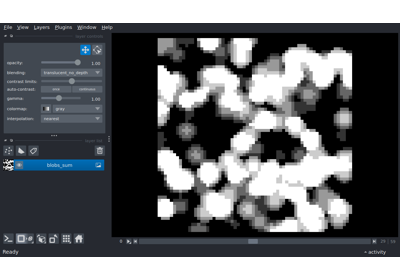 File View Layers Plugins Window Help
opacity: 1.00
blending: translucent_no_depth
contrast limits:
auto-contrast: once continuous
gamma: 1.00
colormap: gray
interpolation: nearest
blobs_sum
Ready
activity